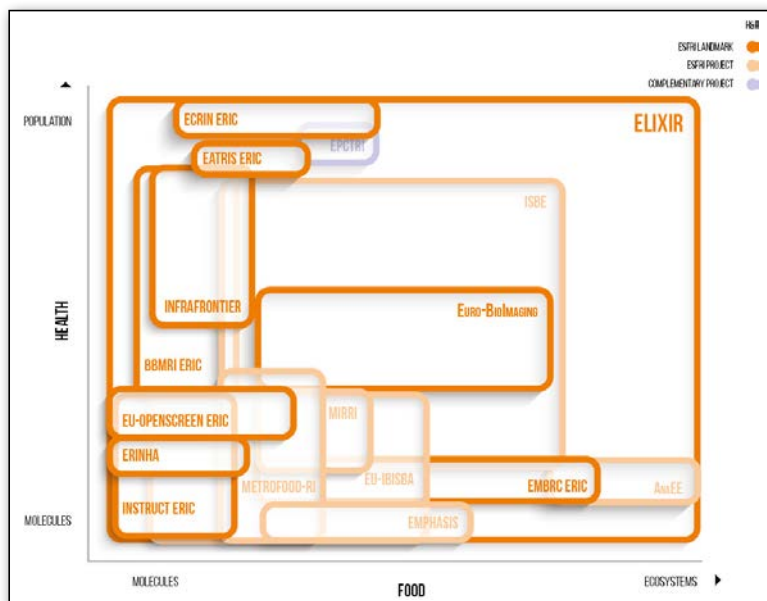 H&F
ESFRI LANDMARK
ESFRI PROJECT
COMPLEMENTARY PROJECT
POPULATION
ECRIN ERIC
ELIXIR
EPCTRI
EATRIS ERIC
ISBE
INFRAFRONTIER
EURO-BIOIMAGING
HEALTH
BBMRI ERIC
EU-OPENSCREEN ERIC
MIRRI
ERINHA
METROFOOD-RI
EU-IBISBA
EMBRC ERIC
ANAEE
INSTRUCT ERIC
MOLECULES
EMPHASIS
MOLECULES
FOOD
ECOSYSTEMS